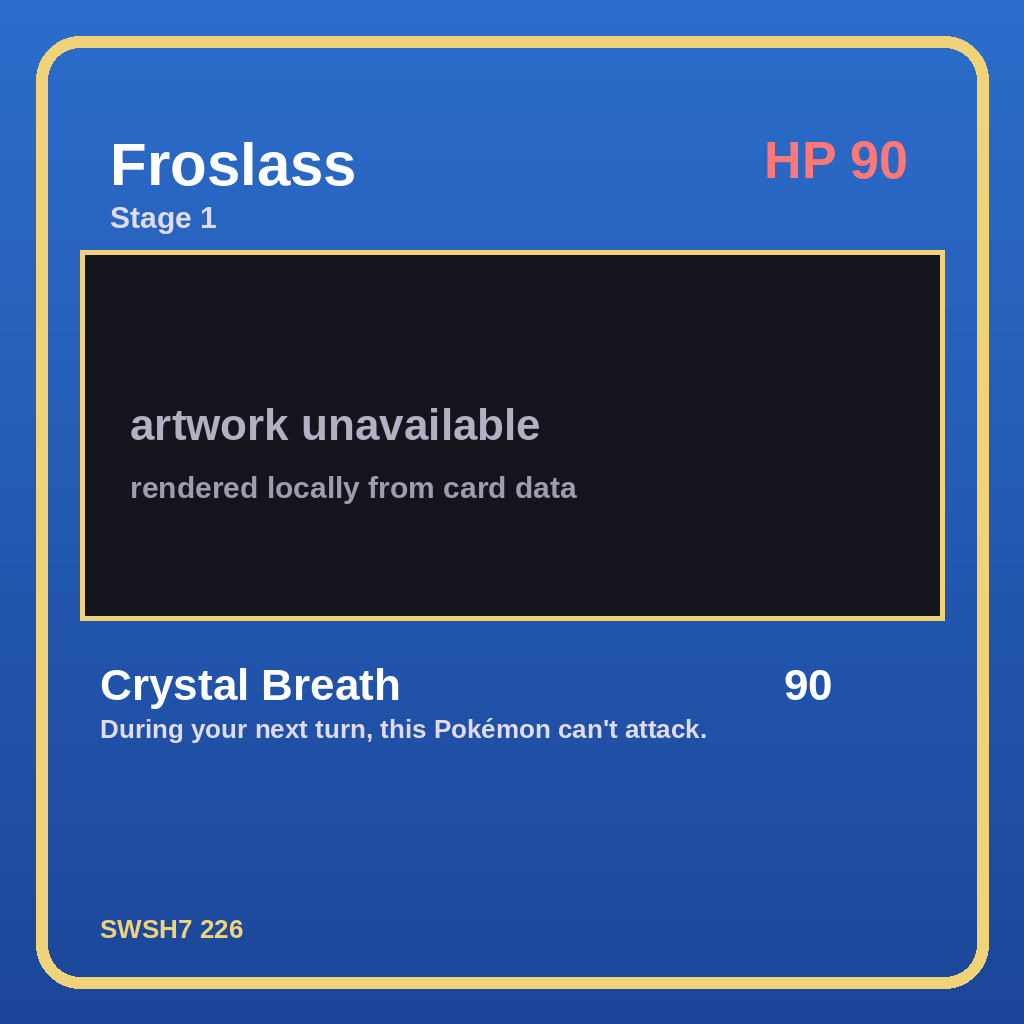 Froslass
HP 90
Stage 1
artwork unavailable
rendered locally from card data
Crystal Breath
90
During your next turn, this Pokémon can't attack.
SWSH7 226